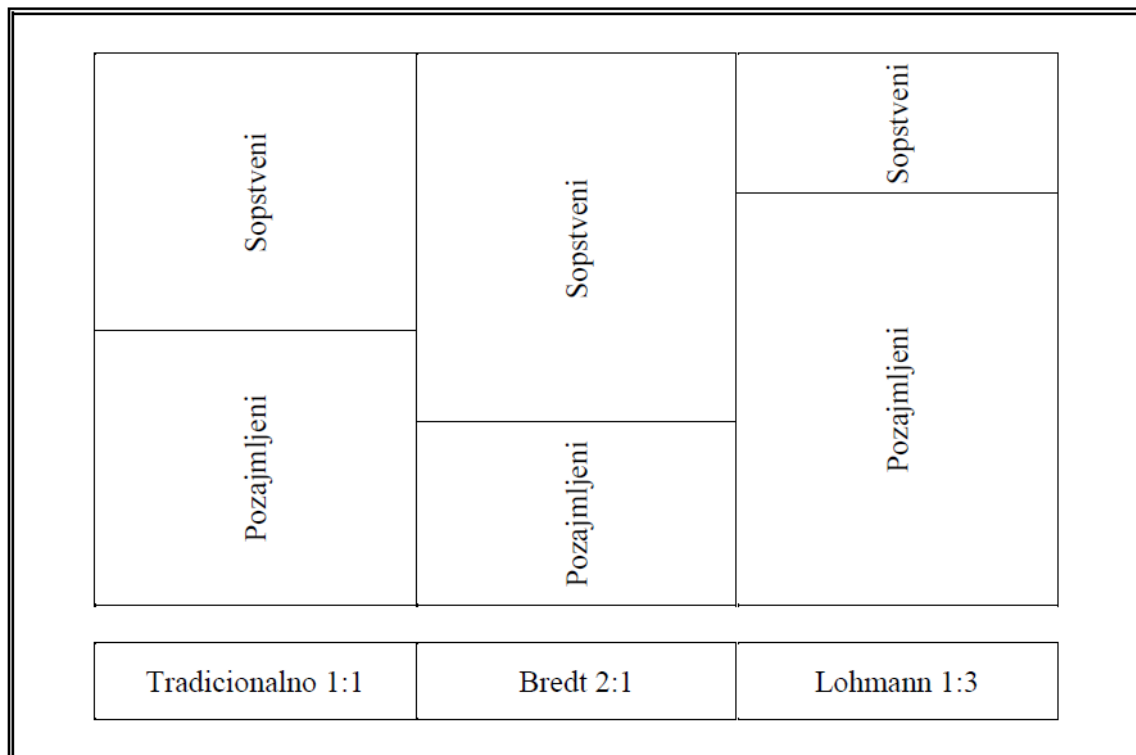 Sopstveni
Pozajmljeni
Sopstveni
Pozajmljeni
Sopstveni
Pozajmljeni
Tradicionalno 1:1
Bredt 2:1
Lohmann 1:3